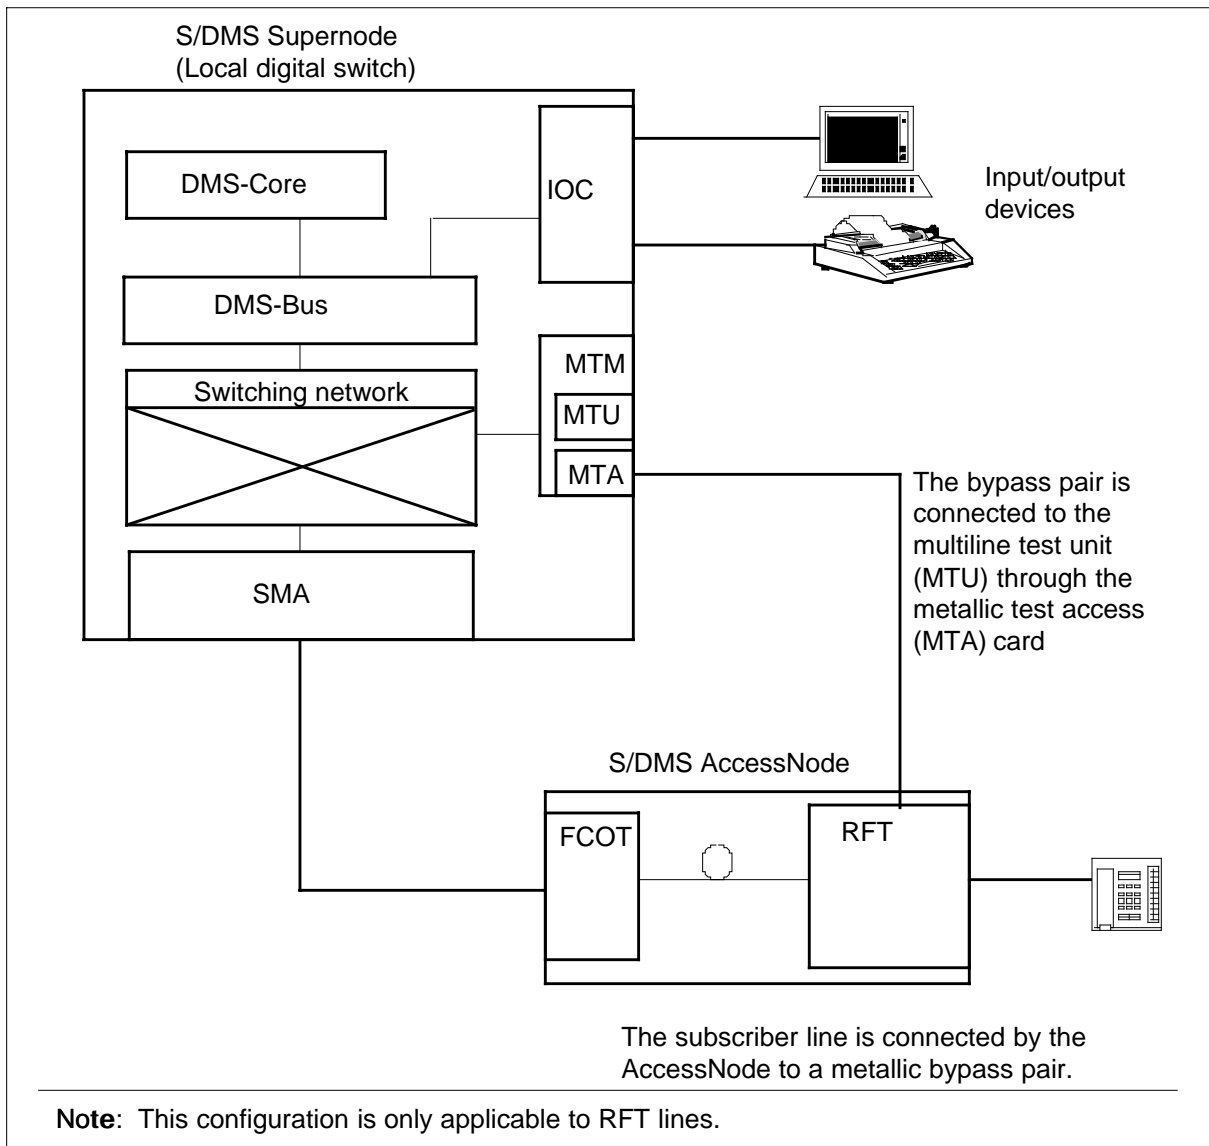 S/DMS Supernode
(Local digital switch)
DMS-Core
IOC
Input/output
devices
DMS-Bus
MTM
Switching network
MTU
MTA
The bypass pair is
connected to the
multiline test unit
(MTU) through the
metallic test access
(MTA) card
SMA
S/DMS AccessNode
FCOT
RFT
The subscriber line is connected by the
AccessNode to a metallic bypass pair.
Note:  This configuration is only applicable to RFT lines.